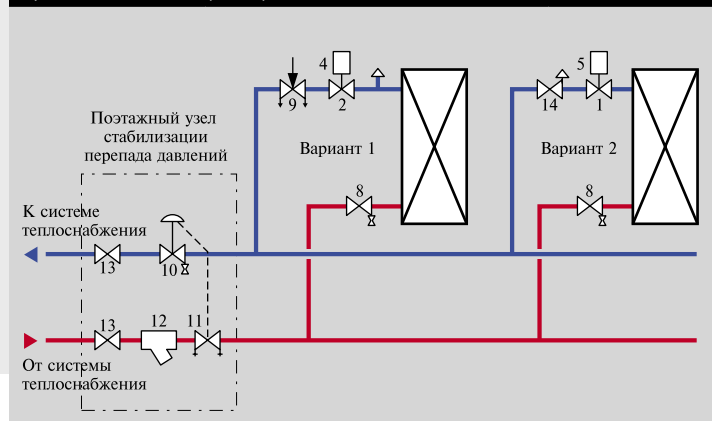 4
5
9
2
14
1
Поэтажный узел
стабилизации
перепада давлений
Вариант 1
Вариант 2
8
8
К системе
теплоснабжения
13
10
13
12
11
От системы
теплоснабжения